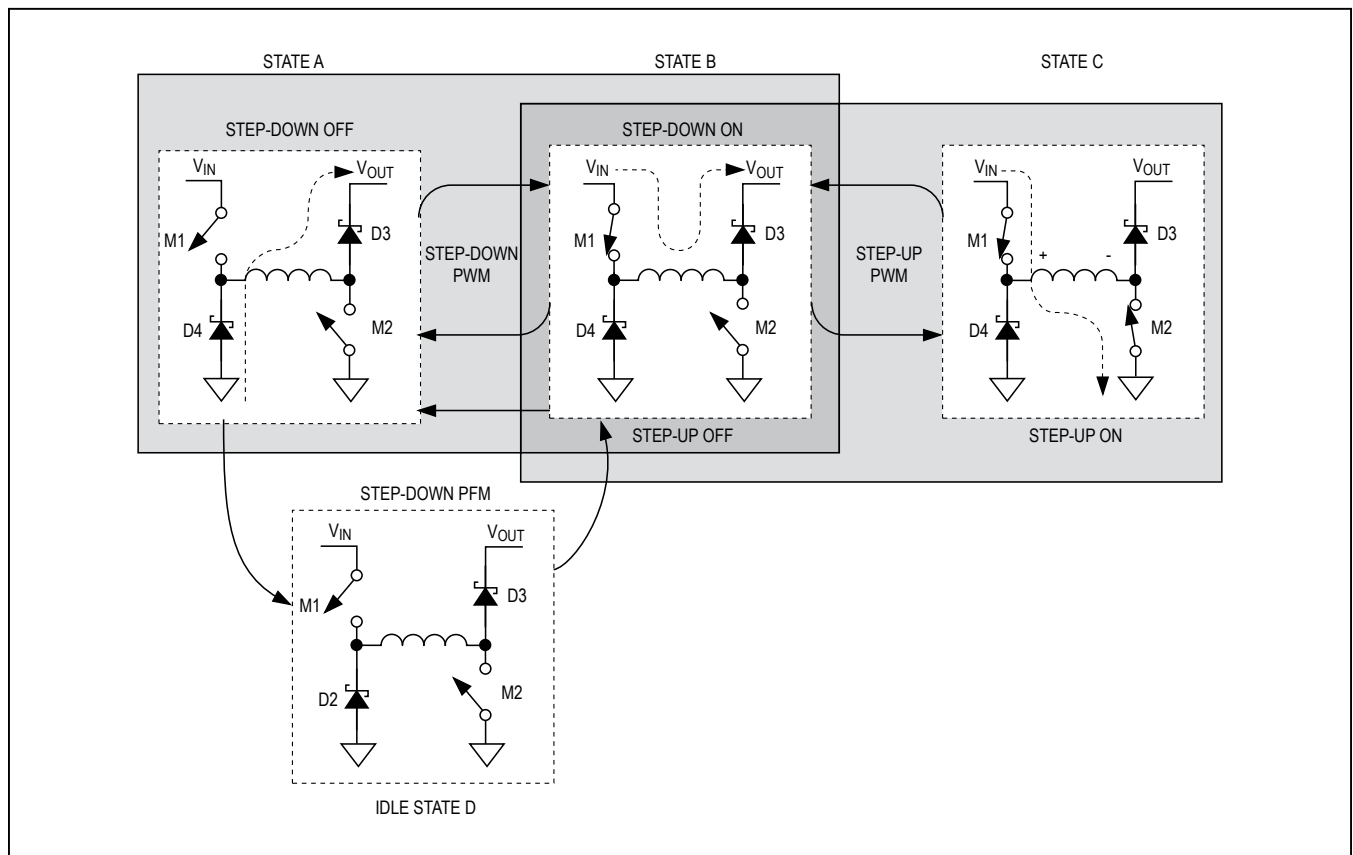 STATE A
STATE B
STATE C
STEP-DOWN OFF
STEP-DOWN ON
VIN
VOUT
M1
D3
D4
M2
STEP-DOWN
PWM
VIN
VOUT
M1
D3
D4
M2
STEP-UP
PWM
VIN
VOUT
M1
+
-
D3
D4
M2
STEP-UP OFF
STEP-UP ON
STEP-DOWN PFM
VIN
VOUT
M1
D3
D2
M2
IDLE STATE D